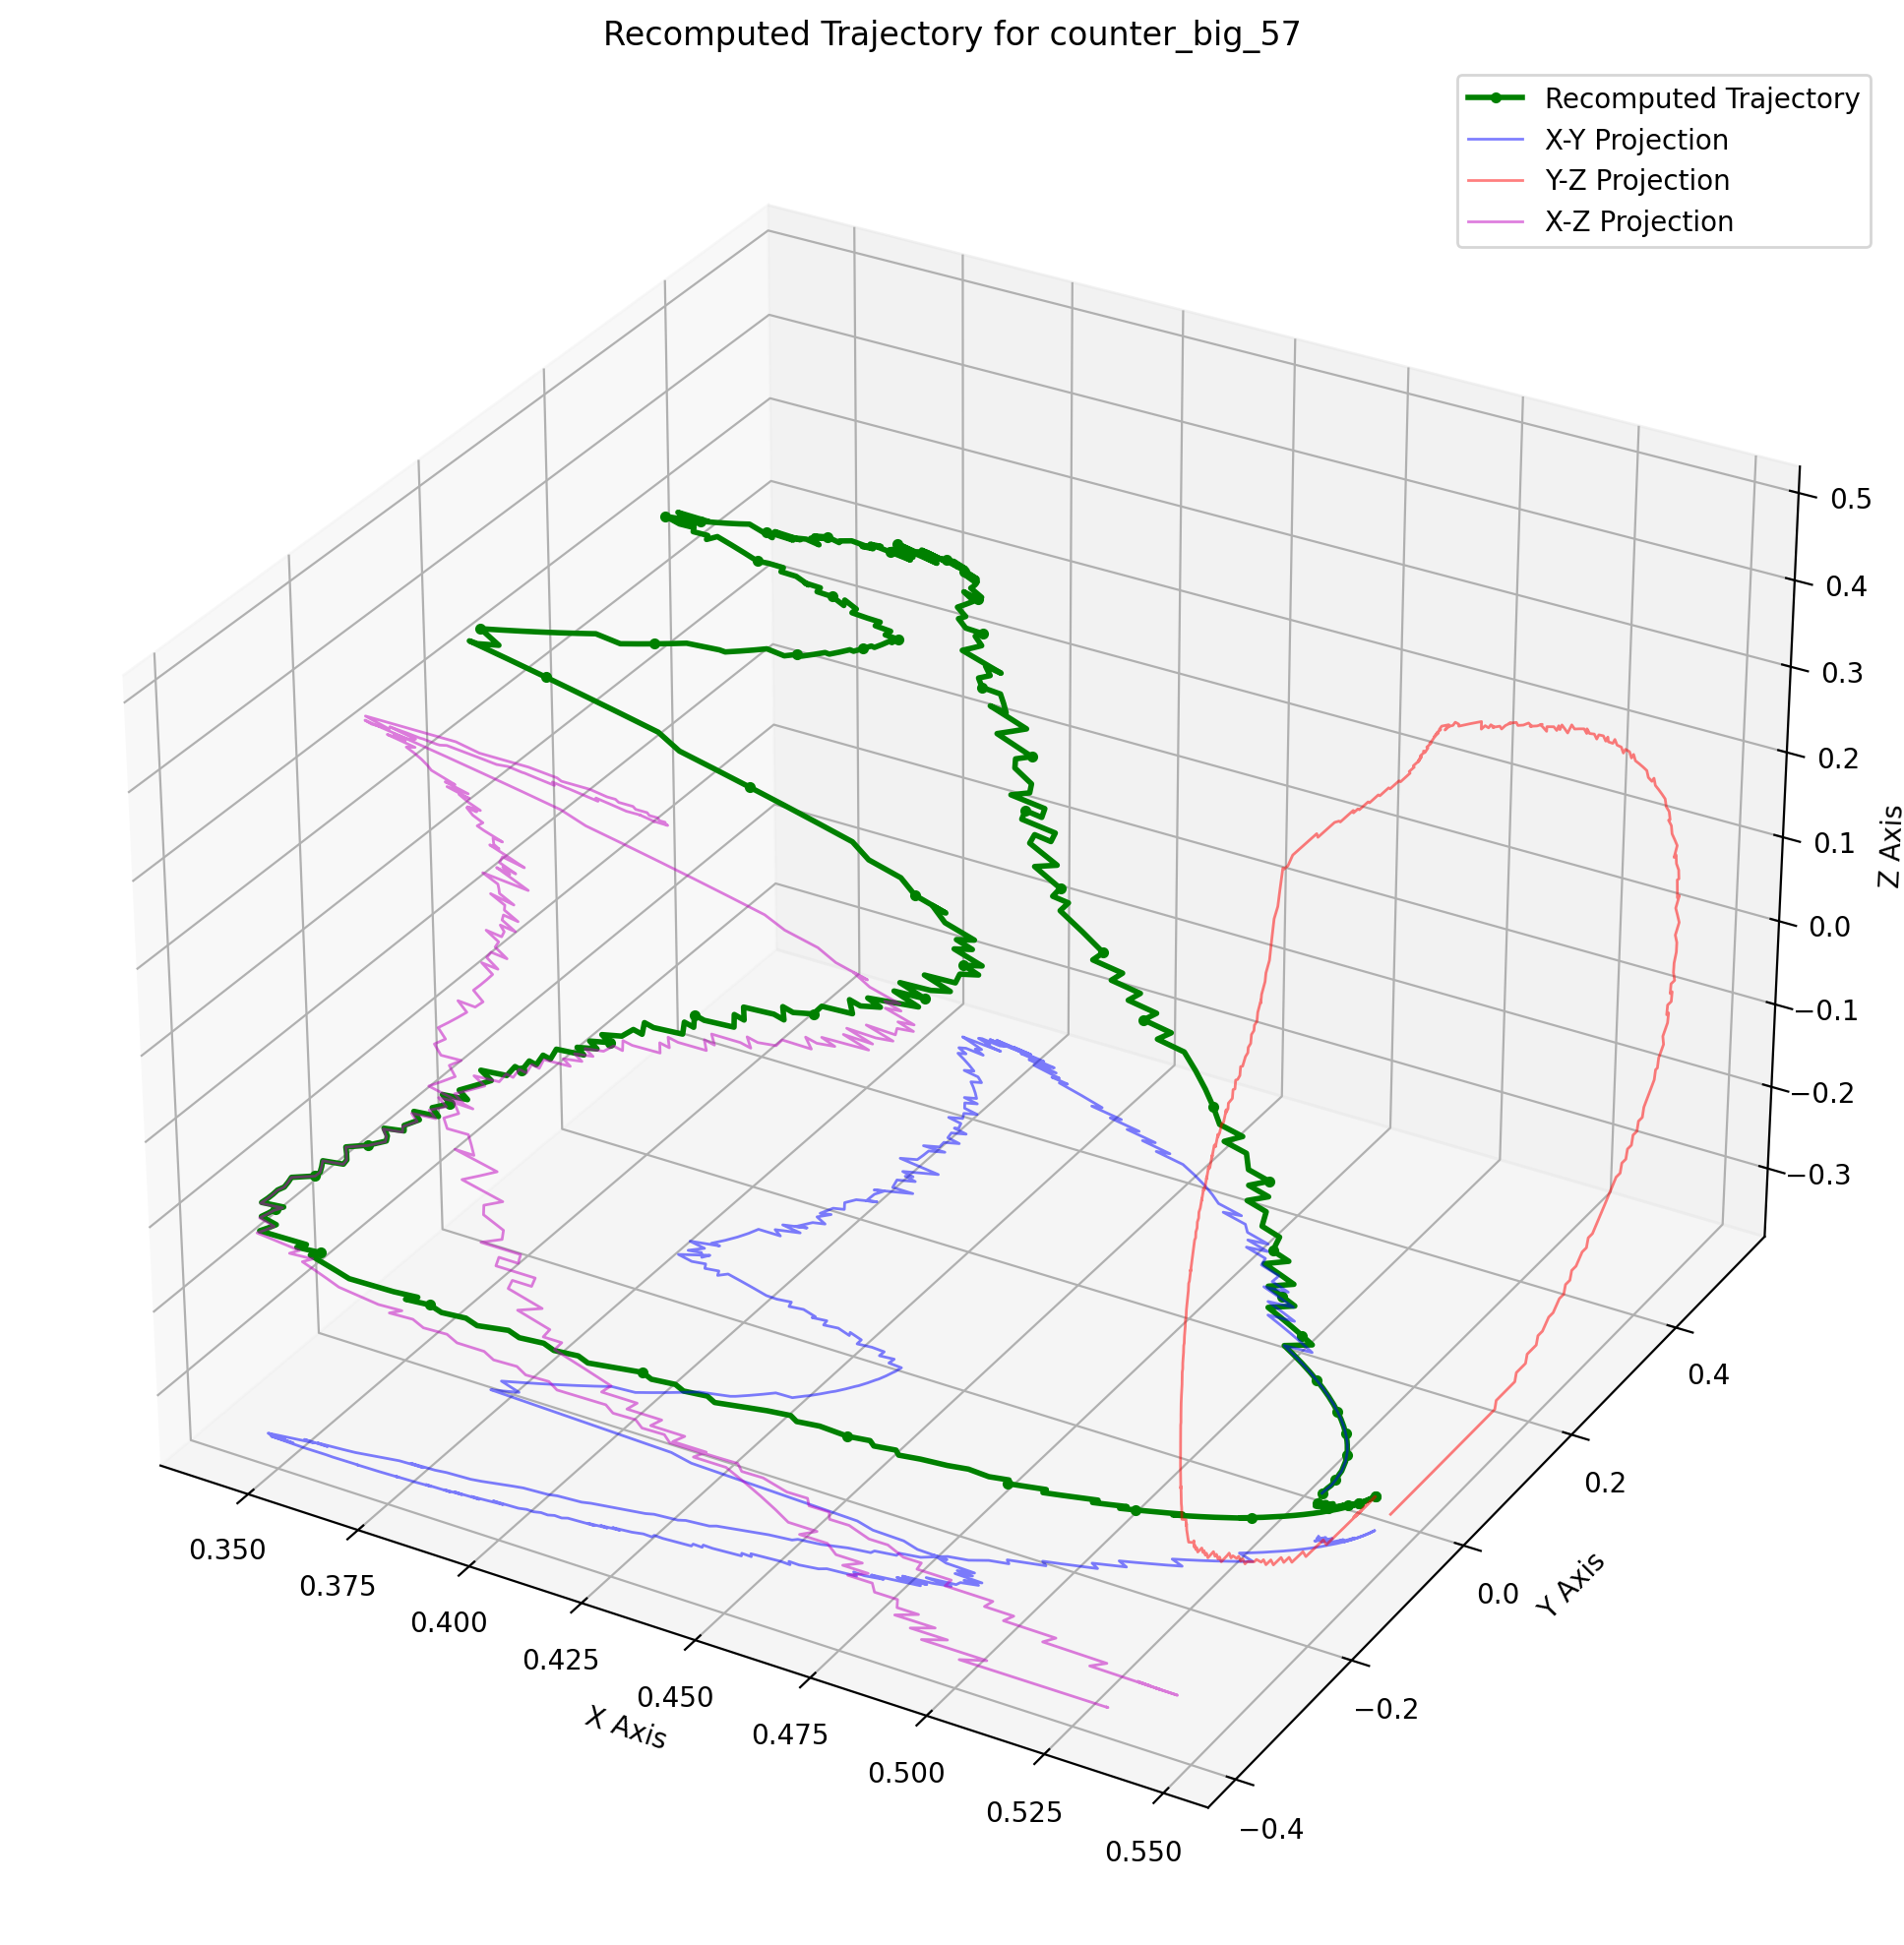 Recomputed Trajectory for counter_big_57
Recomputed Trajectory
X-Y Projection
Y-Z Projection
X-Z Projection
0.5
0.4
0.3
0.2
0.1
0.0
−0.1
−0.2
−0.3
Z Axis
0.4
0.2
0.0
−0.2
−0.4
Y Axis
0.350
0.375
0.400
0.425
0.450
0.475
0.500
0.525
0.550
X Axis